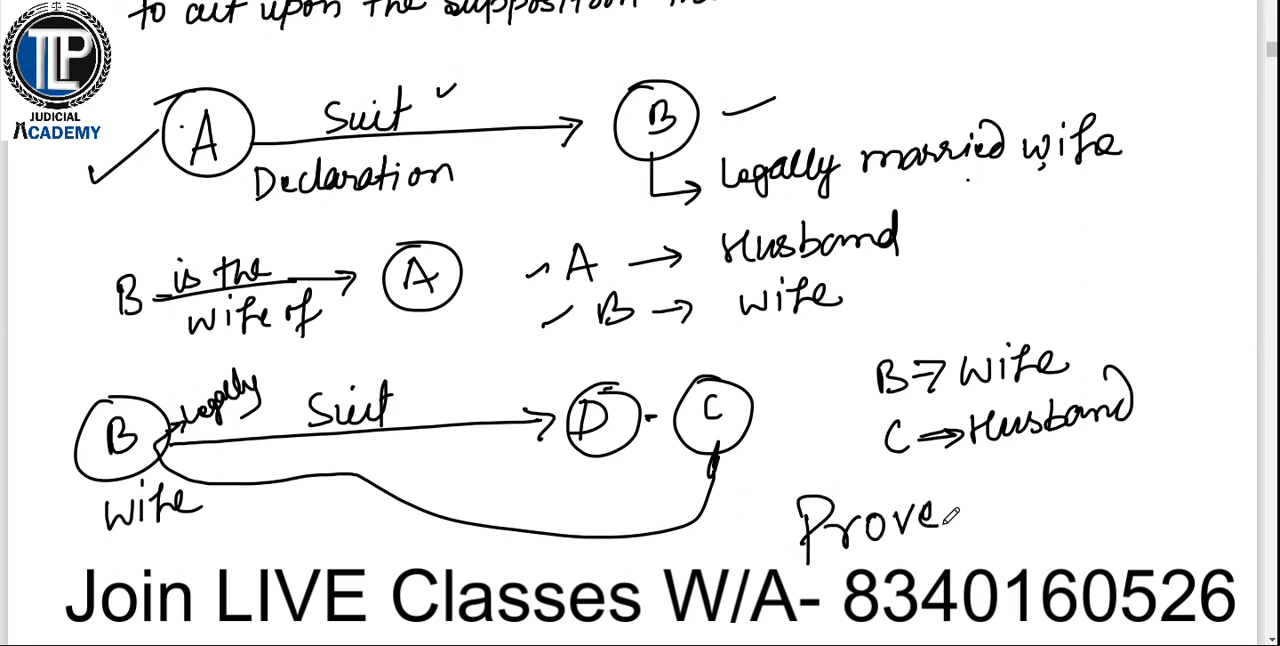 to act upon the supposition
TLP
JUDICIAL
ACADEMY
A Suit B
Declaration
Legally married wife
B is the wife of A
A → Husband
B → wife
B Legally Suit D - C
wife
B → Wife
C → Husband
Prove
Join LIVE Classes W/A- 8340160526